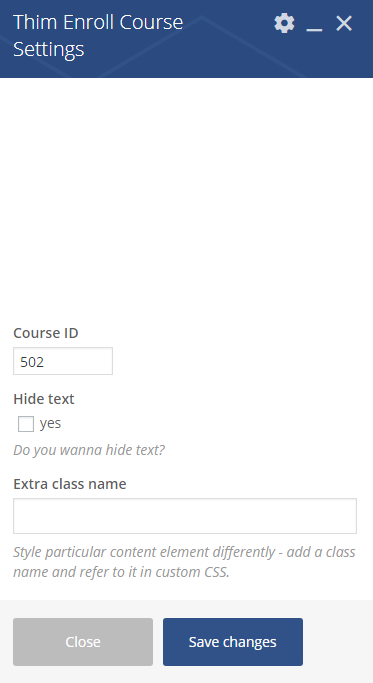 Thim Enroll Course
Settings
Course ID
502
Hide text
yes
Do you wanna hide text?
Extra class name
Style particular content element differently - add a class
name and refer to it in custom CSS.
Close
Save changes